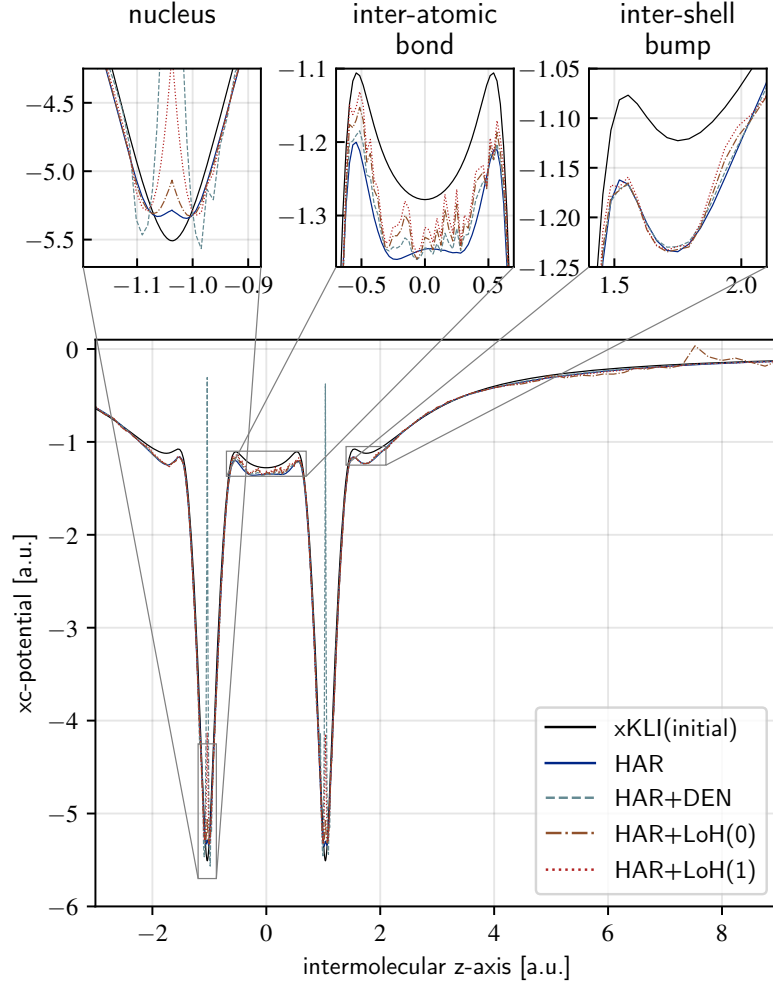 nucleus
inter-atomic
bond
inter-shell
bump
−4.5
−5.0
−5.5
−1.1
−1.0
−0.9
−1.1
−1.2
−1.3
−0.5
0.0
0.5
−1.05
−1.10
−1.15
−1.20
−1.25
1.5
2.0
0
−1
−2
−3
−4
−5
−6
xc-potential [a.u.]
xKLI(initial)
HAR
HAR+DEN
HAR+LoH(0)
HAR+LoH(1)
−2
0
2
4
6
8
intermolecular z-axis [a.u.]